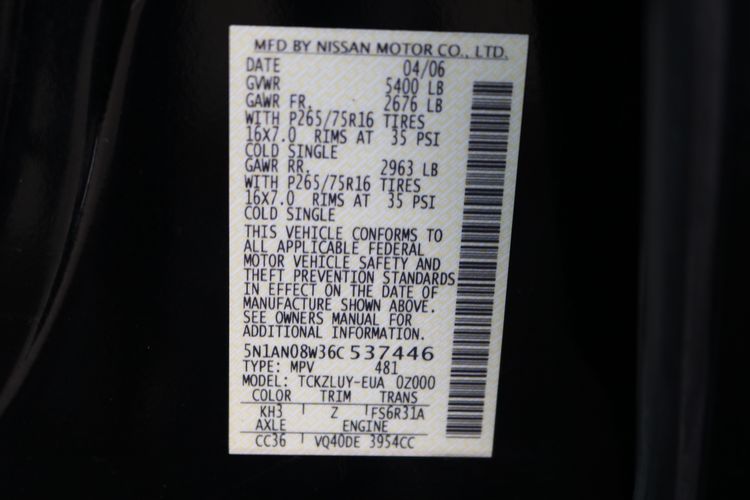 MFD BY NISSAN MOTOR CO., LTD.
DATE 04/06
GVWR 5400 LB
GAWR FR. 2676 LB
WITH P265/75R16 TIRES
16X7.0 RIMS AT 35 PSI
COLD SINGLE
GAWR RR. 2963 LB
WITH P265/75R16 TIRES
16X7.0 RIMS AT 35 PSI
COLD SINGLE
THIS VEHICLE CONFORMS TO
ALL APPLICABLE FEDERAL
MOTOR VEHICLE SAFETY AND
THEFT PREVENTION STANDARDS
IN EFFECT ON THE DATE OF
MANUFACTURE SHOWN ABOVE.
SEE OWNERS MANUAL FOR
ADDITIONAL INFORMATION.
5N1AN08W36C537446
TYPE: MPV 481
MODEL: TCKZLUY-EUA 0Z000
COLOR TRIM TRANS
KH3 Z FS6R31A
AXLE ENGINE
CC36 VQ40DE 3954CC